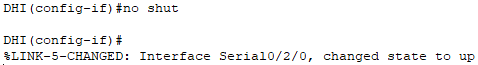 DHI(config-if)#no shut
DHI(config-if)#
%LINK-5-CHANGED: Interface Serial0/2/0, changed state to up